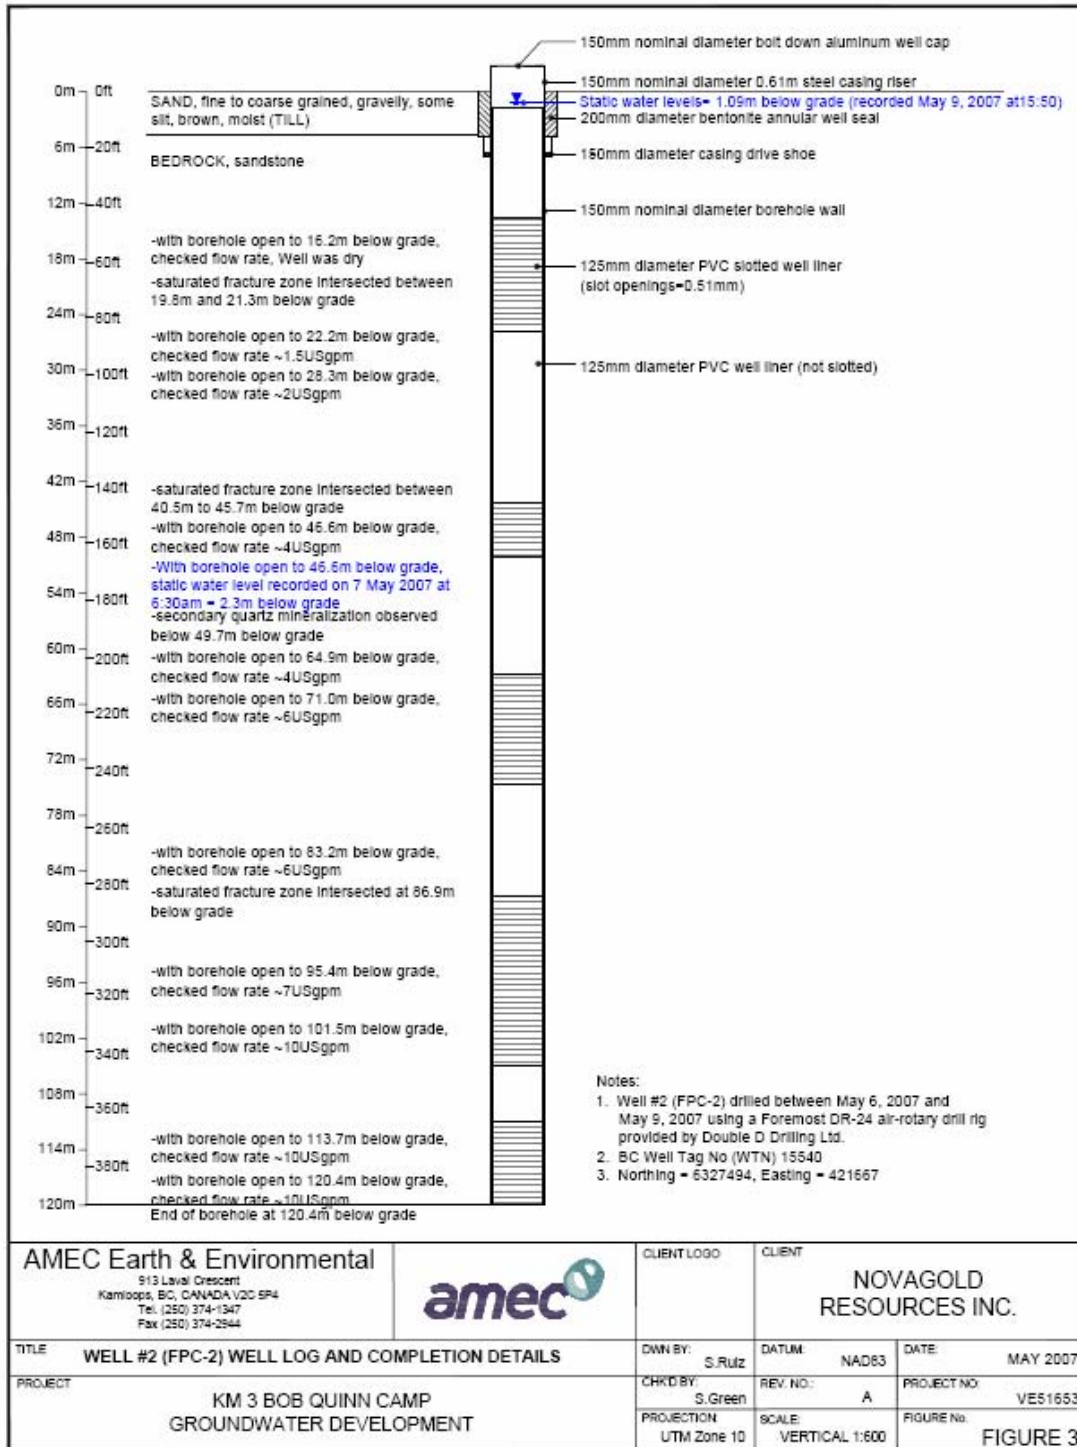 150mm nominal diameter bolt down aluminum well cap
150mm nominal diameter 0.61m steel casing riser
Static water levels= 1.09m below grade (recorded May 9, 2007 at15:50)
200mm diameter bentonite annular well seal
150mm diameter casing drive shoe
150mm nominal diameter borehole wall
125mm diameter PVC slotted well liner
(slot openings=0.51mm)
125mm diameter PVC well liner (not slotted)
0m
0ft
6m
20ft
12m
40ft
18m
60ft
24m
80ft
30m
100ft
36m
120ft
42m
140ft
48m
160ft
54m
180ft
60m
200ft
66m
220ft
72m
240ft
78m
260ft
84m
280ft
90m
300ft
96m
320ft
102m
340ft
108m
360ft
114m
380ft
120m
SAND, fine to coarse grained, gravelly, some
silt, brown, moist (TILL)
BEDROCK, sandstone
-with borehole open to 16.2m below grade,
checked flow rate, Well was dry
-saturated fracture zone intersected between
19.8m and 21.3m below grade
-with borehole open to 22.2m below grade,
checked flow rate ~1.5USgpm
-with borehole open to 28.3m below grade,
checked flow rate ~2USgpm
-saturated fracture zone intersected between
40.5m to 45.7m below grade
-with borehole open to 46.6m below grade,
checked flow rate ~4USgpm
-With borehole open to 46.6m below grade,
static water level recorded on 7 May 2007 at
6:30am = 2.3m below grade
-secondary quartz mineralization observed
below 49.7m below grade
-with borehole open to 64.9m below grade,
checked flow rate ~4USgpm
-with borehole open to 71.0m below grade,
checked flow rate ~6USgpm
-with borehole open to 83.2m below grade,
checked flow rate ~6USgpm
-saturated fracture zone intersected at 86.9m
below grade
-with borehole open to 95.4m below grade,
checked flow rate ~7USgpm
-with borehole open to 101.5m below grade,
checked flow rate ~10USgpm
-with borehole open to 113.7m below grade,
checked flow rate ~10USgpm
-with borehole open to 120.4m below grade,
checked flow rate ~10USgpm
End of borehole at 120.4m below grade
Notes:
1. Well #2 (FPC-2) drilled between May 6, 2007 and
May 9, 2007 using a Foremost DR-24 air-rotary drill rig
provided by Double D Drilling Ltd.
2. BC Well Tag No (WTN) 15540
3. Northing = 6327494, Easting = 421667
AMEC Earth & Environmental
913 Laval Crescent
Kamloops, BC, CANADA V2C 5P4
Tel. (250) 374-1347
Fax (250) 374-2944
amec
CLIENT LOGO
CLIENT
NOVAGOLD
RESOURCES INC.
TITLE
WELL #2 (FPC-2) WELL LOG AND COMPLETION DETAILS
DWN BY:
S.Ruiz
DATUM:
NAD83
DATE:
MAY 2007
PROJECT
KM 3 BOB QUINN CAMP
GROUNDWATER DEVELOPMENT
CHK'D BY:
S.Green
REV. NO.:
A
PROJECT NO:
VE51653
PROJECTION:
UTM Zone 10
SCALE:
VERTICAL 1:600
FIGURE No.
FIGURE 3